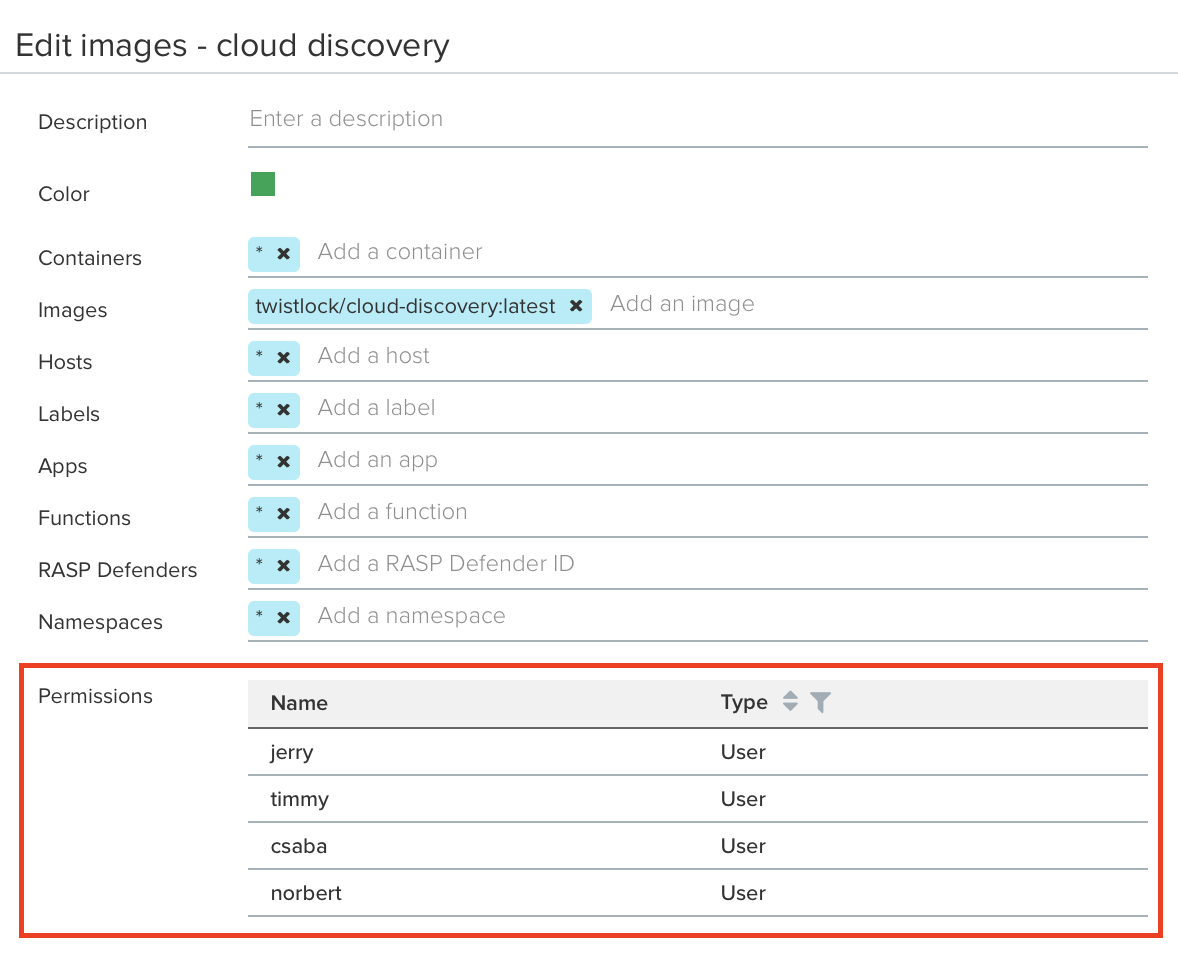 Edit images - cloud discovery
Description Enter a description
Color
Containers * ✖ Add a container
Images twistlock/cloud-discovery:latest ✖ Add an image
Hosts * ✖ Add a host
Labels * ✖ Add a label
Apps * ✖ Add an app
Functions * ✖ Add a function
RASP Defenders * ✖ Add a RASP Defender ID
Namespaces * ✖ Add a namespace
Permissions Name Type
jerry User
timmy User
csaba User
norbert User